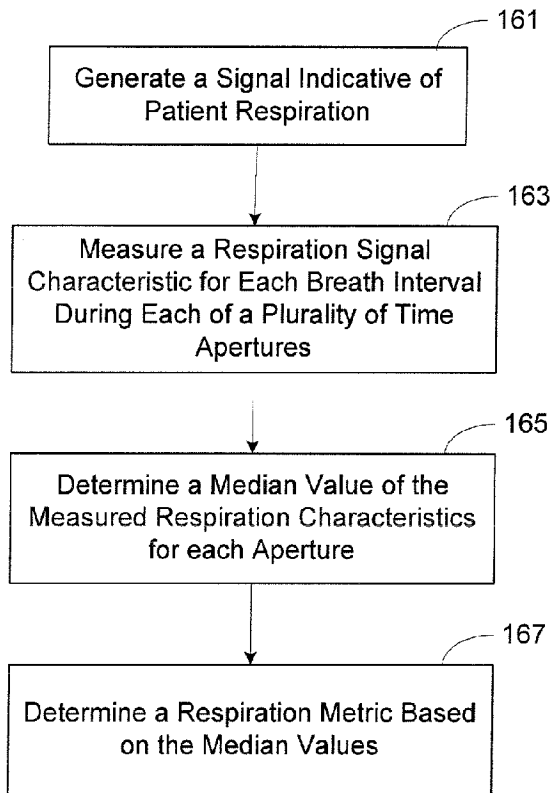 161
Generate a Signal Indicative of
Patient Respiration
163
Measure a Respiration Signal
Characteristic for Each Breath Interval
During Each of a Plurality of Time
Apertures
165
Determine a Median Value of the
Measured Respiration Characteristics
for each Aperture
167
Determine a Respiration Metric Based
on the Median Values